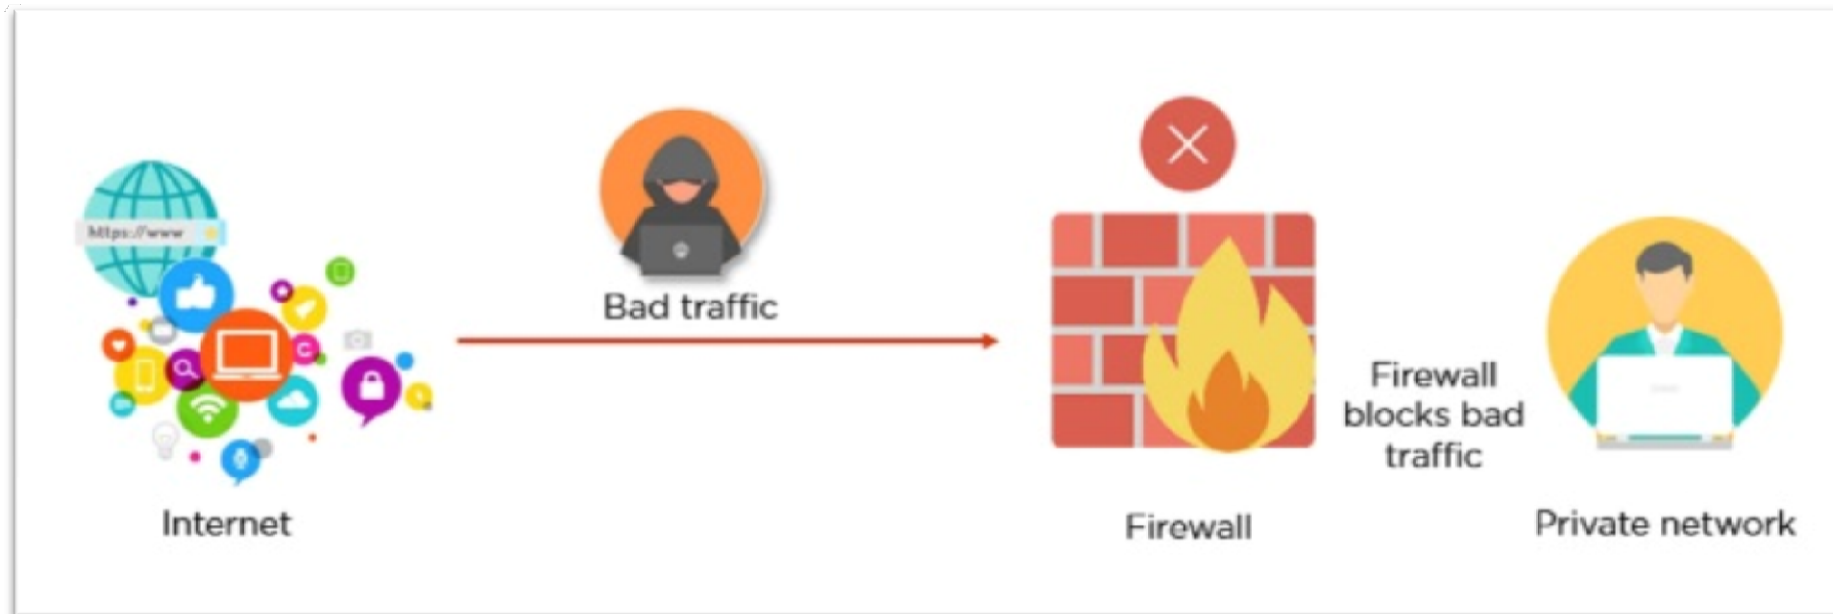 https://www
Bad traffic
Firewall
blocks bad
traffic
Internet
Firewall
Private network